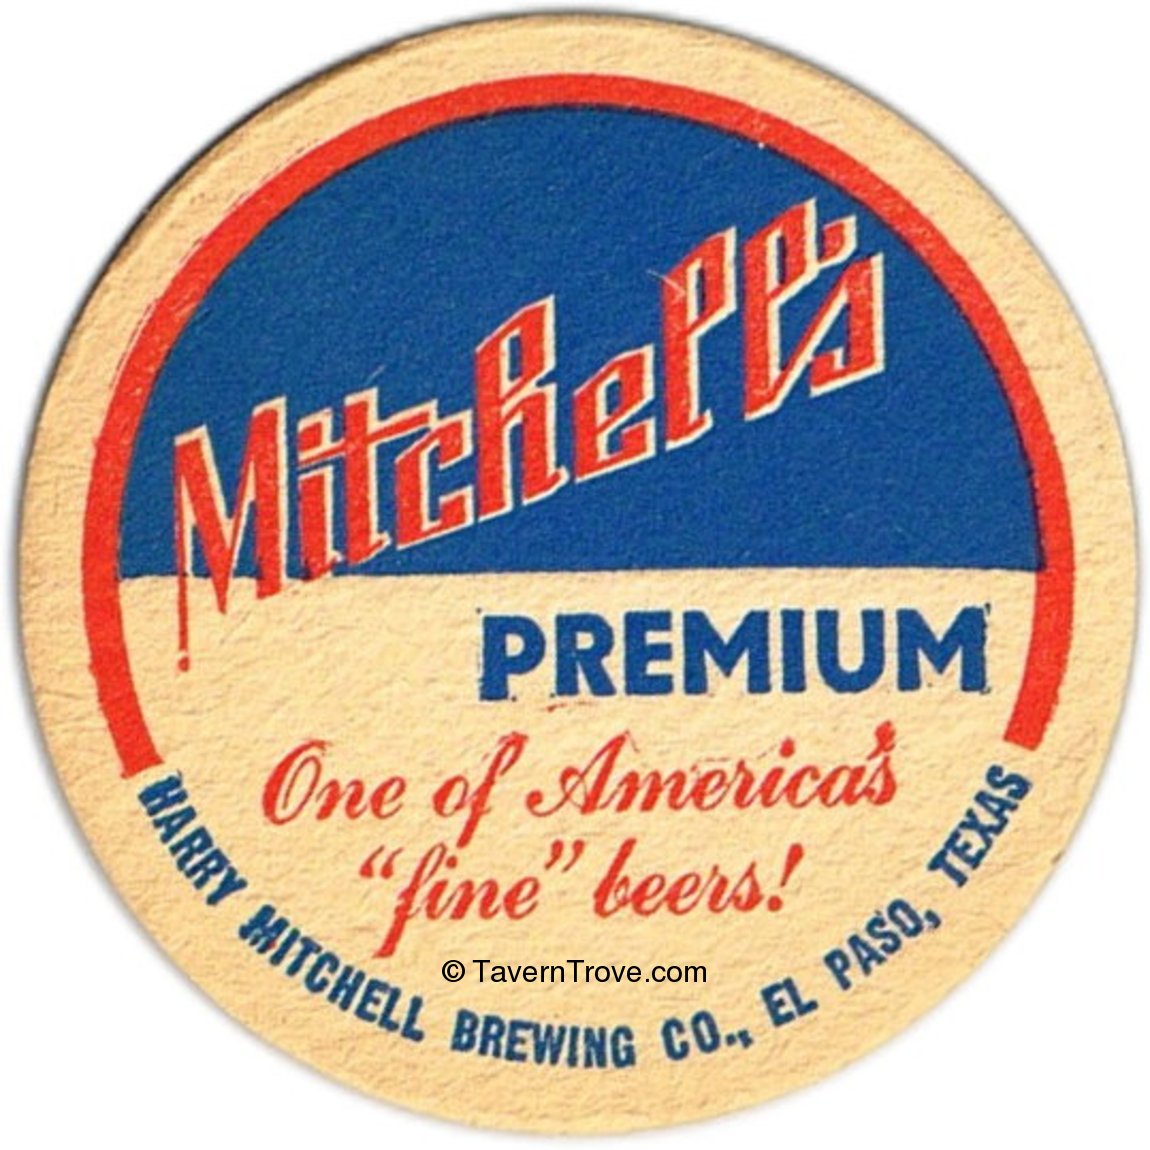 Mitchell's
PREMIUM
One of America's
"fine" beers!
© TavernTrove.com
HARRY MITCHELL BREWING CO., EL PASO, TEXAS